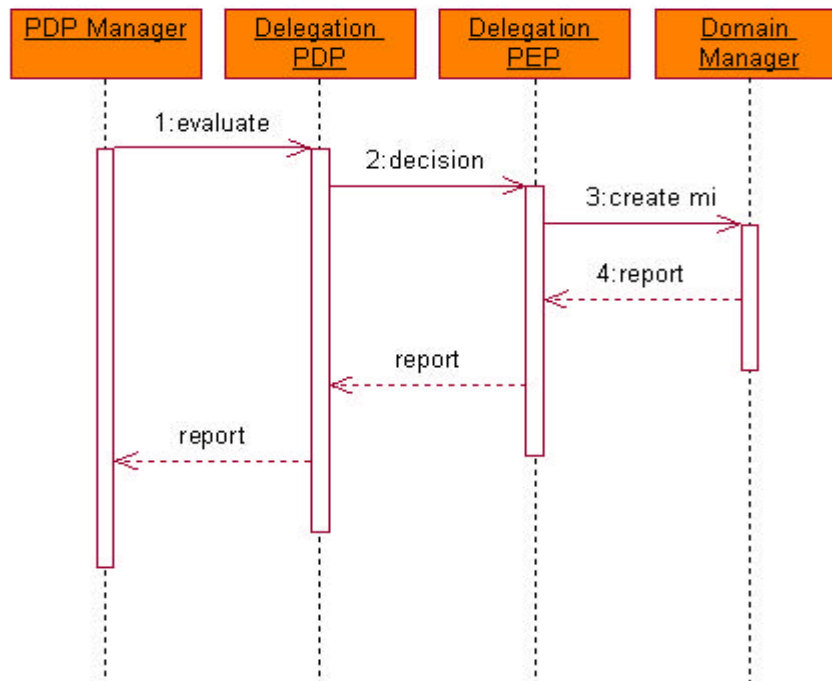 PDP Manager
Delegation
PDP
Delegation
PEP
Domain
Manager
1:evaluate
2:decision
3:create mi
4:report
report
report